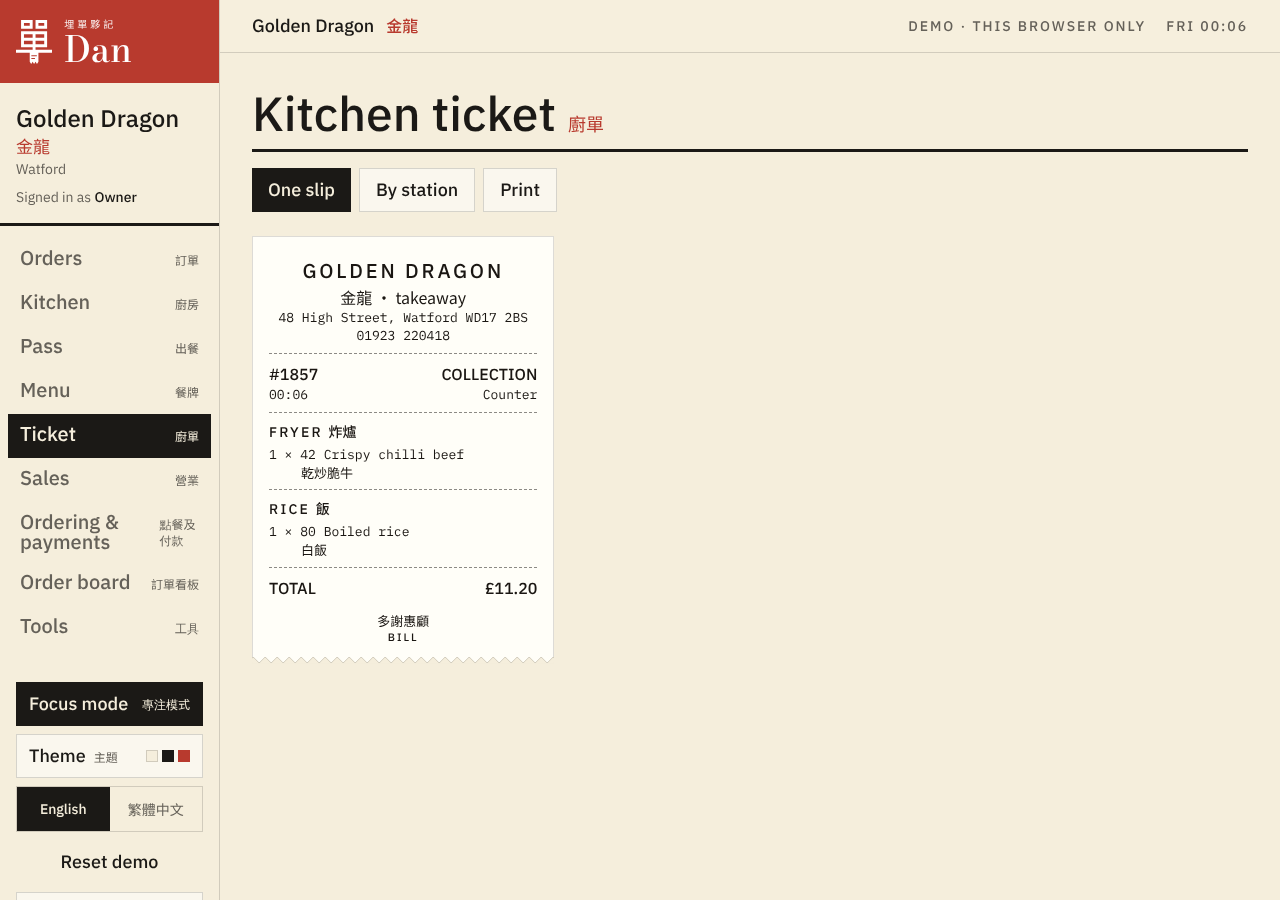 單 埋單夥記
Dan
Golden Dragon
金龍
Watford
Signed in as Owner
Orders 訂單
Kitchen 廚房
Pass 出餐
Menu 餐牌
Ticket 廚單
Sales 營業
Ordering & payments 點餐及付款
Order board 訂單看板
Tools 工具
Focus mode 專注模式
Theme 主題
English 繁體中文
Reset demo
Golden Dragon 金龍
DEMO · THIS BROWSER ONLY FRI 00:06
Kitchen ticket 廚單
One slip By station Print
GOLDEN DRAGON
金龍 · takeaway
48 High Street, Watford WD17 2BS
01923 220418
#1857 COLLECTION
00:06 Counter
FRYER 炸爐
1 × 42 Crispy chilli beef
乾炒脆牛
RICE 飯
1 × 80 Boiled rice
白飯
TOTAL £11.20
多謝惠顧
BILL